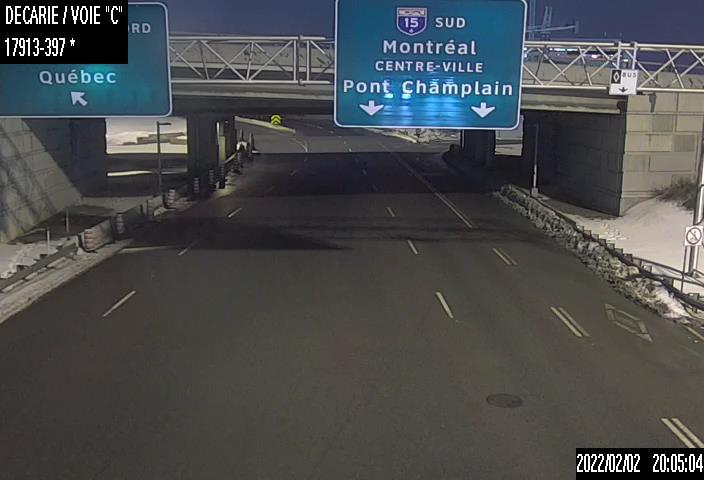 DECARIE / VOIE "C"
17913-397 *
ORD
Québec
15 SUD
Montréal
CENTRE-VILLE
Pont Champlain
BUS
2022/02/02 20:05:04